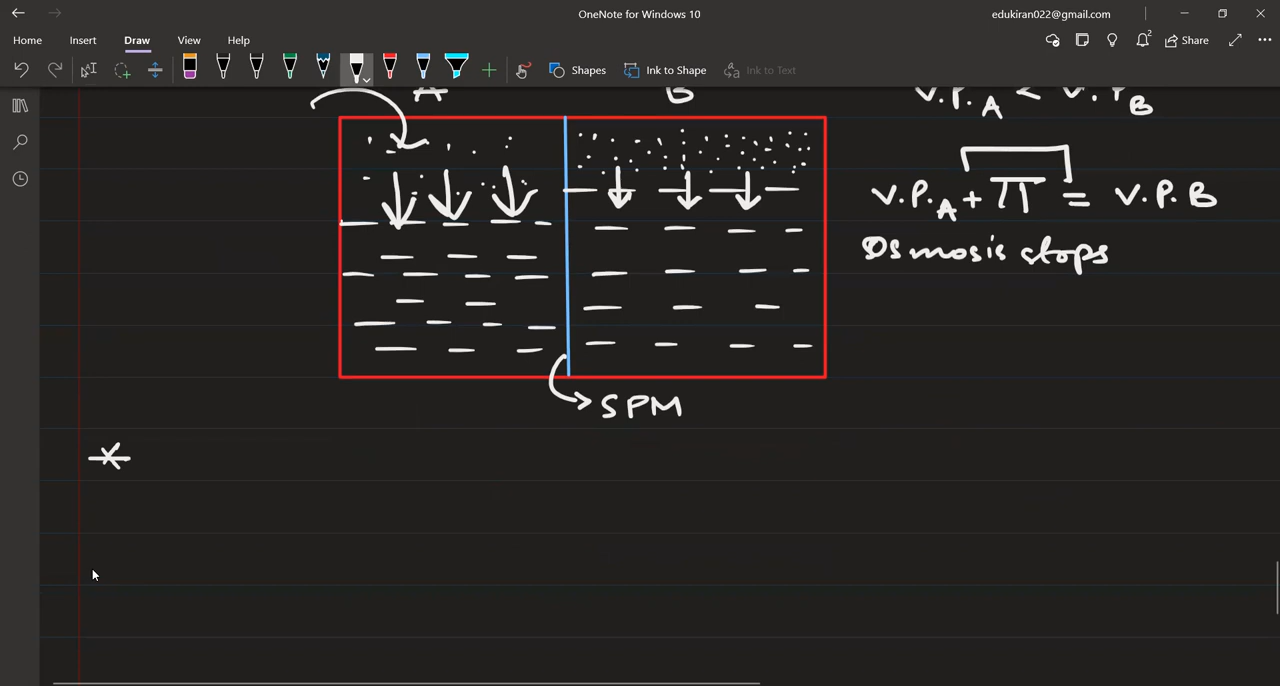 OneNote for Windows 10
edukiran022@gmail.com
Home Insert Draw View Help
Share
Shapes Ink to Shape Ink to Text
A B
V.P.A < V.P.B
V.P.A + π = V.P.B
Osmosis stops
SPM